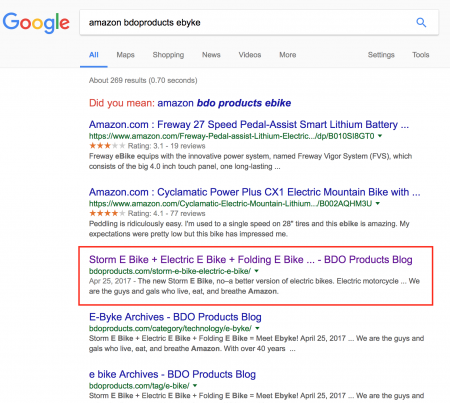 Google
amazon bdoproducts ebyke
All Maps Shopping News Videos More Settings Tools
About 269 results (0.70 seconds)
Did you mean: amazon bdo products ebike
Amazon.com : Freway 27 Speed Pedal-Assist Smart Lithium Battery ...
https://www.amazon.com/Freway-Pedal-assist-Lithium-Electric.../dp/B010SI8GT0
Rating: 3.1 - 19 reviews
Freway eBike equips with the innovative power system, named Freway Vigor System (FVS), which
consists of the big 4.0 inch touch panel, one long-lasting ...
Amazon.com : Cyclamatic Power Plus CX1 Electric Mountain Bike with ...
https://www.amazon.com/Cyclamatic-Electric-Mountain-Lithium.../B002AQHM3U
Rating: 4.1 - 77 reviews
Peddling is ridiculously easy. I'm used to a single speed on 28" tires and this ebike is amazing. My
expectations were pretty low but this bike has impressed me.
Storm E Bike + Electric E Bike + Folding E Bike ... - BDO Products Blog
bdoproducts.com/storm-e-bike-electric-e-bike/
Apr 25, 2017 - The new Storm E Bike, no–a better version of electric bikes. Electric motorcycle ... We
are the guys and gals who live, eat, and breathe Amazon.
E-Byke Archives - BDO Products Blog
bdoproducts.com/category/technology/e-byke/
Storm E Bike + Electric E Bike + Folding E Bike = Meet Ebyke! April 25, 2017 ... We are the guys
and gals who live, eat, and breathe Amazon. With over 40 years ...
e bike Archives - BDO Products Blog
bdoproducts.com/tag/e-bike/
Storm E Bike + Electric E Bike + Folding E Bike = Meet Ebyke! April 25, 2017 ... We are the guys